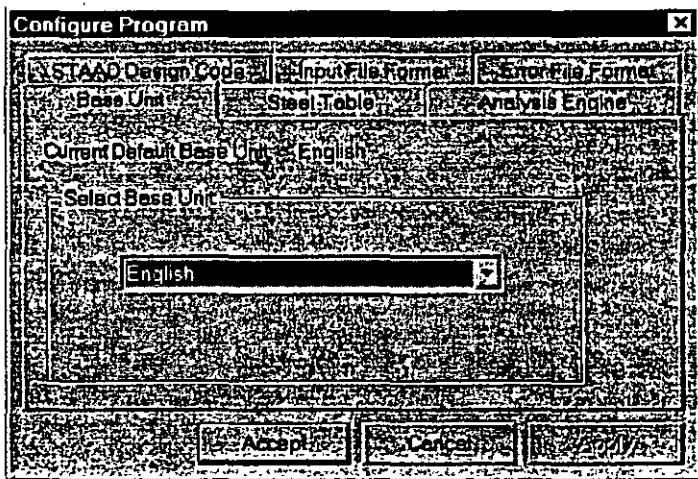 Configure Program
STAAD Design Code Input File Format Error File Format
Base Unit Steel Table Analysis Engine
Current Default Base Unit English
Select Base Unit
English
Accept Cancel